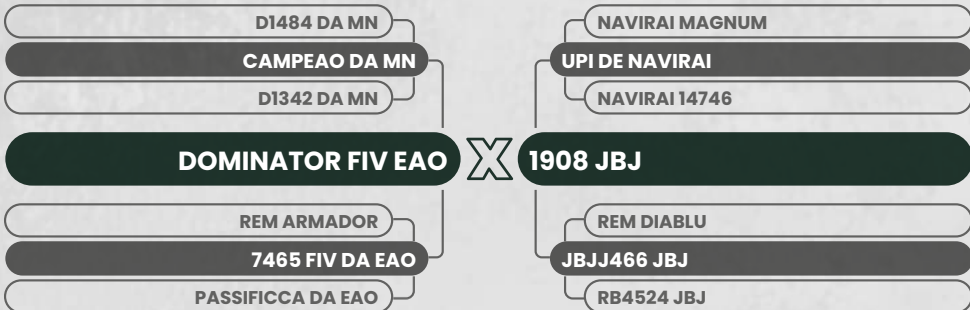 D1484 DA MN
CAMPEAO DA MN
D1342 DA MN
DOMINATOR FIV EAO
REM ARMADOR
7465 FIV DA EAO
PASSIFICCA DA EAO
X
NAVIRAI MAGNUM
UPI DE NAVIRAI
NAVIRAI 14746
1908 JBJ
REM DIABLU
JBJJ466 JBJ
RB4524 JBJ